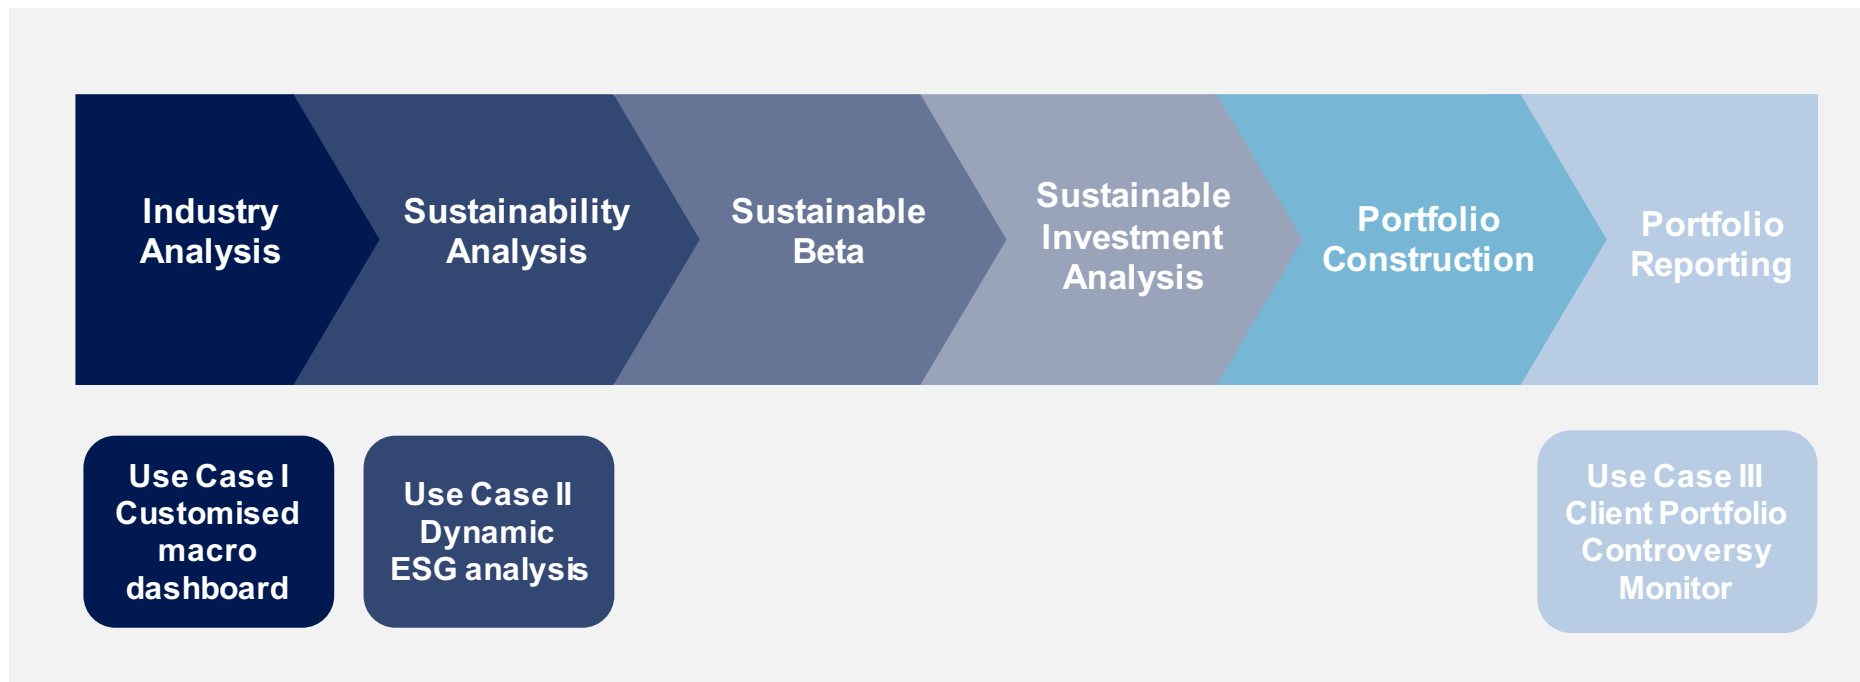 Industry
Analysis
Sustainability
Analysis
Sustainable
Beta
Sustainable
Investment
Analysis
Portfolio
Construction
Portfolio
Reporting
Use Case I
Customised
macro
dashboard
Use Case II
Dynamic
ESG analysis
Use Case III
Client Portfolio
Controversy
Monitor